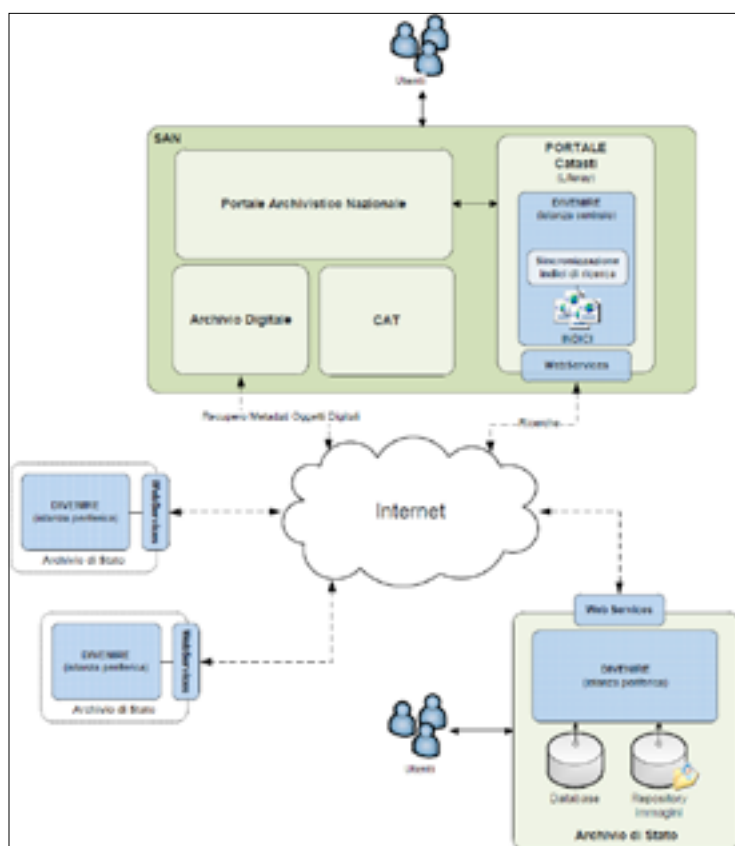 Utenti
SAN
Portale Archivistico Nazionale
Archivio Digitale
CAT
PORTALE
Catasti
(Liferay)
DIVENIRE
(istanza centrale)
Sincronizzazione
indici di ricerca
INDICI
WebServices
Recupero Metadati Oggetti Digitali
Ricerche
Internet
DIVENIRE
(istanza periferica)
WebServices
Archivio di Stato
DIVENIRE
(istanza periferica)
WebServices
Archivio di Stato
Web Services
DIVENIRE
(istanza periferica)
Utenti
Database
Repository
Immagini
Archivio di Stato